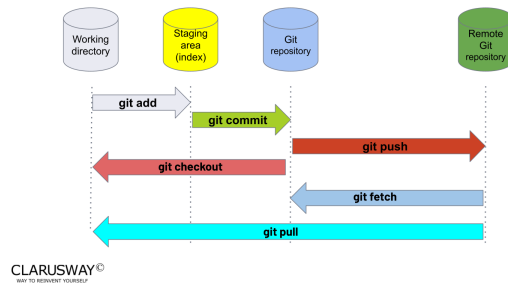 Working
directory
Staging
area
(index)
Git
repository
Remote
Git
repository
git add
git commit
git push
git checkout
git fetch
git pull
CLARUSWAY©
WAY TO REINVENT YOURSELF